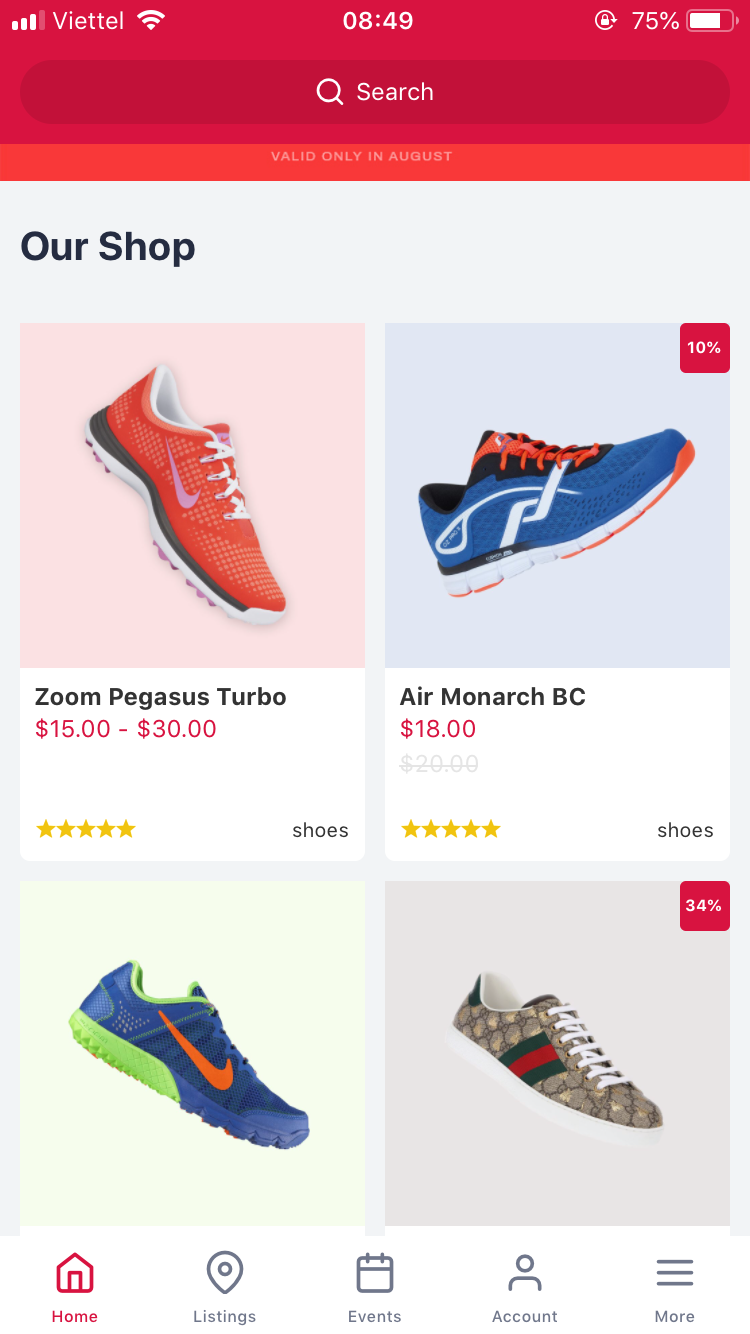 Viettel 08:49 75%
Search
VALID ONLY IN AUGUST
Our Shop
10%
Zoom Pegasus Turbo
$15.00 - $30.00
shoes
Air Monarch BC
$18.00
$20.00
shoes
34%
Home Listings Events Account More